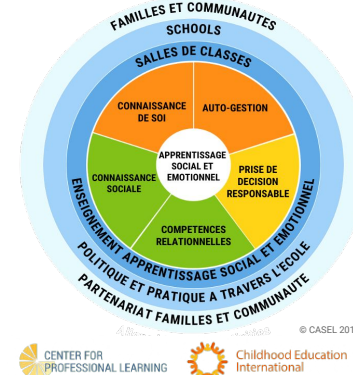 FAMILLES ET COMMUNAUTES
SCHOOLS
SALLES DE CLASSES
CONNAISSANCE
DE SOI
AUTO-GESTION
APPRENTISSAGE
SOCIAL ET
EMOTIONNEL
CONNAISSANCE
SOCIALE
PRISE DE
DECISION
RESPONSABLE
COMPETENCES
RELATIONNELLES
ENSEIGNEMENT APPRENTISSAGE SOCIAL ET EMOTIONNEL
POLITIQUE ET PRATIQUE A TRAVERS L'ECOLE
PARTENARIAT FAMILLES ET COMMUNAUTE
© CASEL 201
CENTER FOR
PROFESSIONAL LEARNING
Childhood Education
International